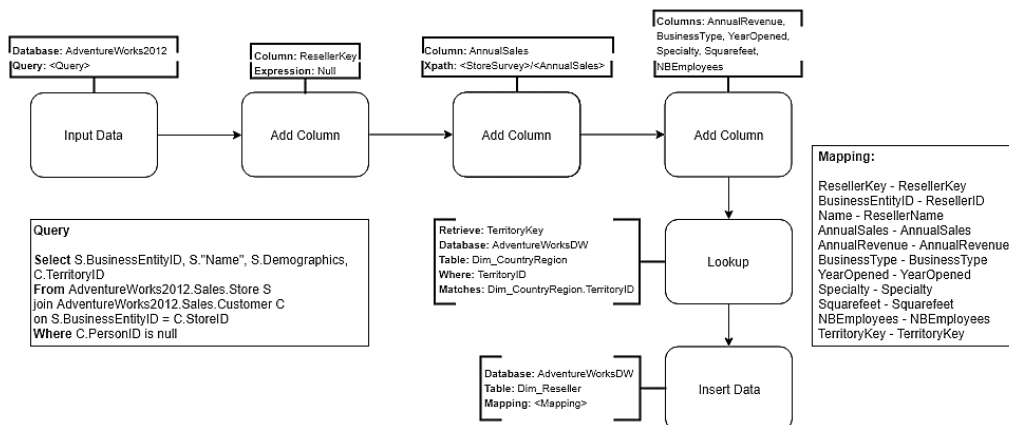 Database: AdventureWorks2012
Query: <Query>
Input Data
Column: ResellerKey
Expression: Null
Add Column
Column: AnnualSales
Xpath: <StoreSurvey>/<AnnualSales>
Add Column
Columns: AnnualRevenue,
BusinessType, YearOpened,
Specialty, Squarefeet,
NBEmployees
Add Column
Query
Select S.BusinessEntityID, S."Name", S.Demographics,
C.TerritoryID
From AdventureWorks2012.Sales.Store S
join AdventureWorks2012.Sales.Customer C
on S.BusinessEntityID = C.StoreID
Where C.PersonID is null
Retrieve: TerritoryKey
Database: AdventureWorksDW
Table: Dim_CountryRegion
Where: TerritoryID
Matches: Dim_CountryRegion.TerritoryID
Lookup
Database: AdventureWorksDW
Table: Dim_Reseller
Mapping: <Mapping>
Insert Data
Mapping:
ResellerKey - ResellerKey
BusinessEntityID - ResellerID
Name - ResellerName
AnnualSales - AnnualSales
AnnualRevenue - AnnualRevenue
BusinessType - BusinessType
YearOpened - YearOpened
Specialty - Specialty
Squarefeet - Squarefeet
NBEmployees - NBEmployees
TerritoryKey - TerritoryKey